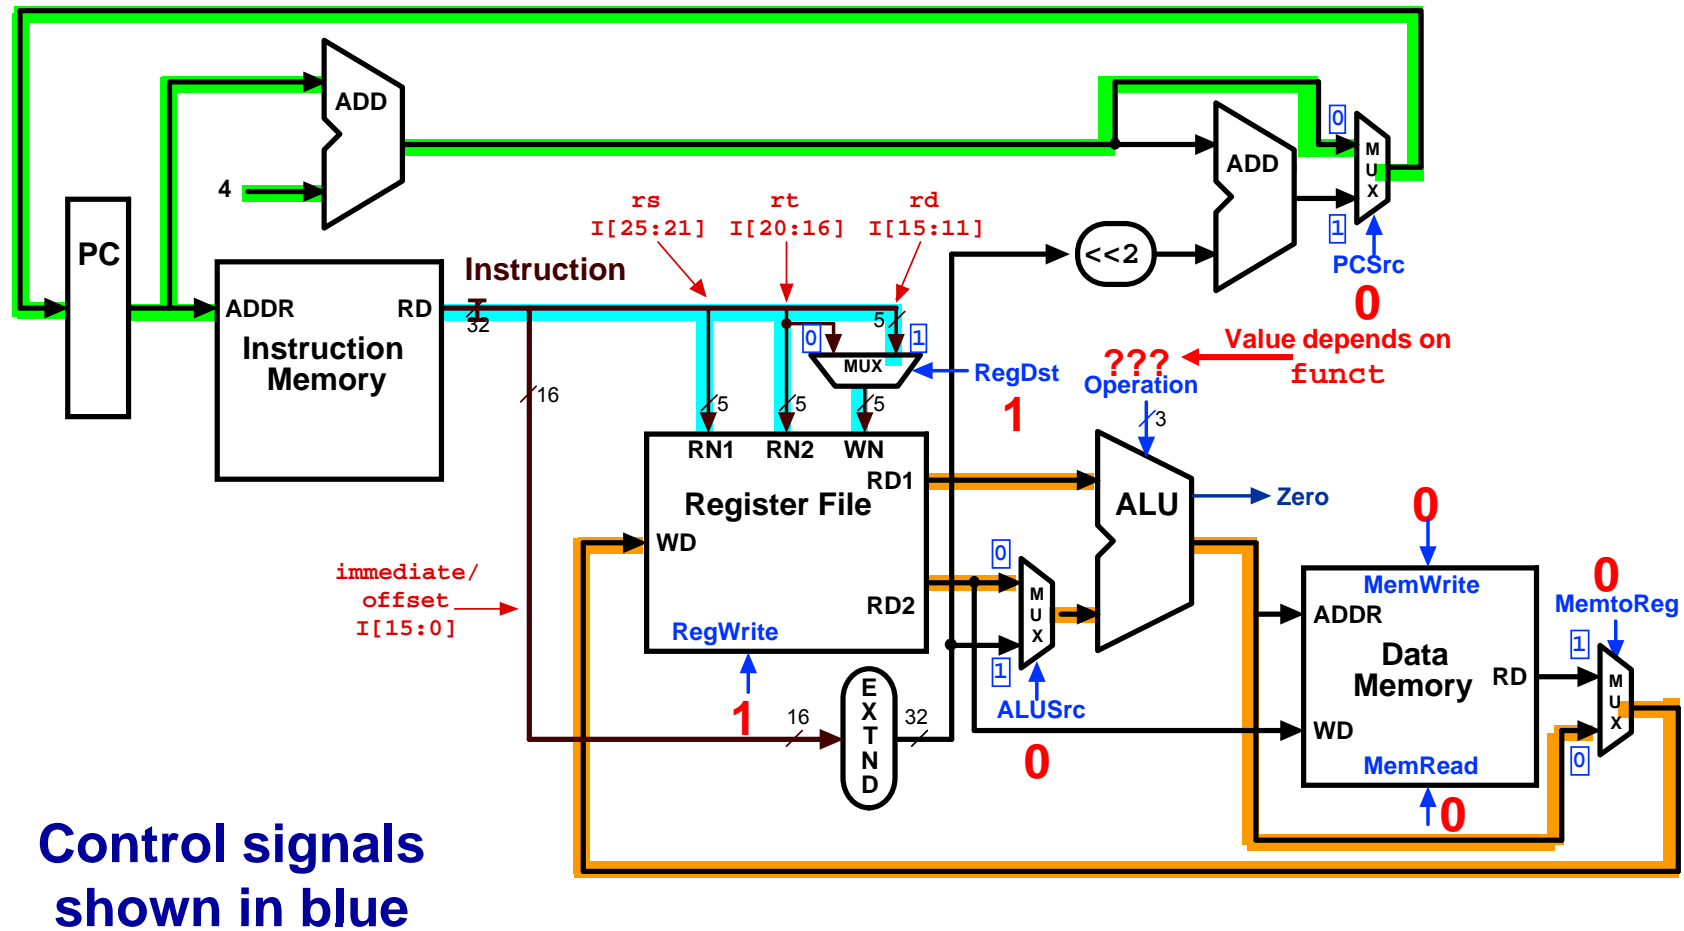 ADD
4
PC
ADDR
RD
Instruction
Memory
Instruction
32
rs
I[25:21]
rt
I[20:16]
rd
I[15:11]
ADD
<<2
0
MUX
1
PCSrc
0
Value depends on
funct
???
Operation
3
16
5
5
5
5
0
MUX
1
RegDst
1
RN1
RN2
WN
RD1
Register File
WD
RD2
RegWrite
1
immediate/
offset
I[15:0]
16
EXTND
32
0
MUX
1
ALUSrc
0
ALU
Zero
0
MemWrite
ADDR
Data
Memory
RD
WD
MemRead
0
0
MemtoReg
1
MUX
0
Control signals
shown in blue